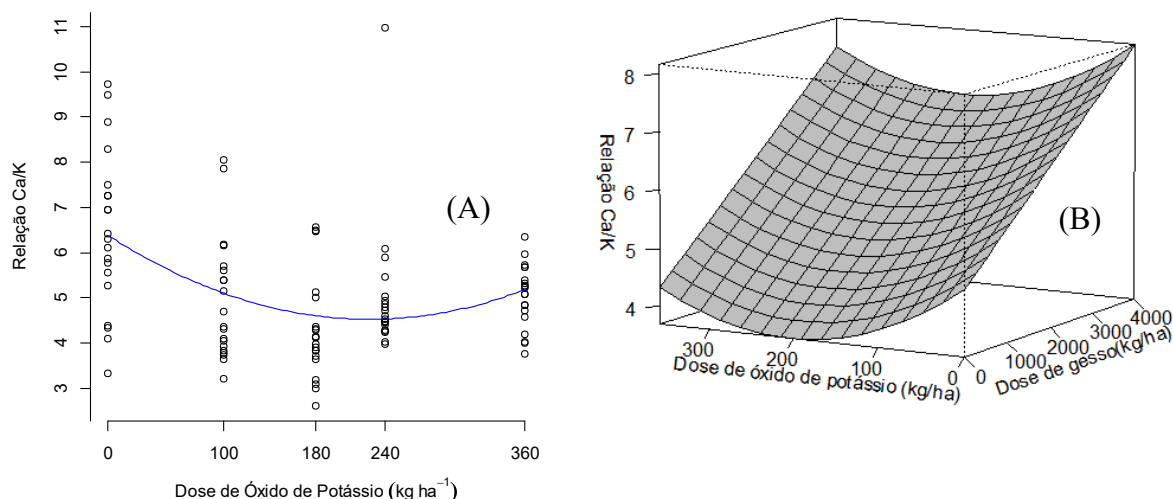 11
10
9
8
7
6
5
4
3
Relação Ca/K
(A)
0 100 180 240 360
Dose de Óxido de Potássio (kg ha⁻¹)
8
7
6
5
4
Relação Ca/K
(B)
300 200 100 0
Dose de óxido de potássio (kg/ha)
0 1000 2000 3000 4000
Dose de gesso(kg/ha)